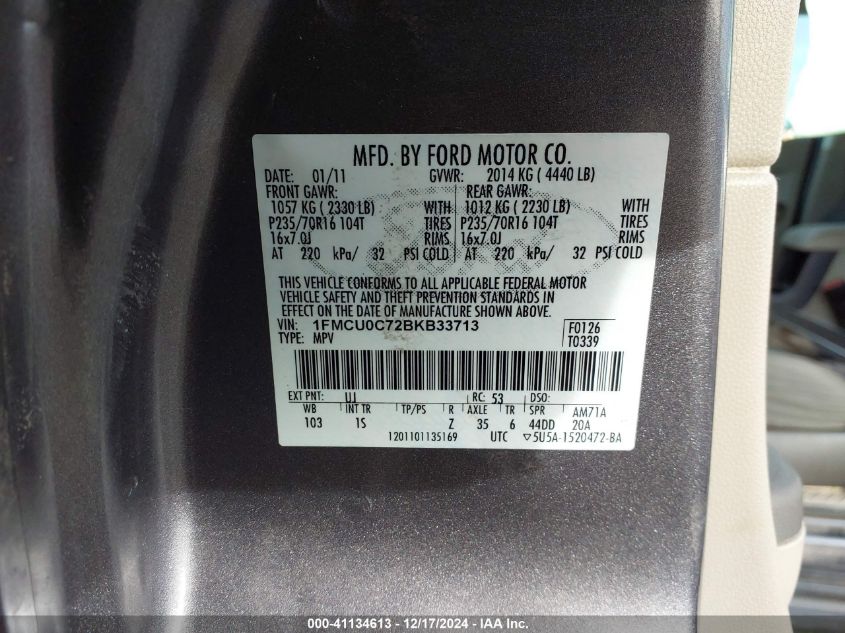 MFD. BY FORD MOTOR CO.
DATE: 01/11 GVWR: 2014 KG ( 4440 LB)
FRONT GAWR: REAR GAWR:
1057 KG ( 2330 LB) WITH 1012 KG ( 2230 LB) WITH
P235/70R16 104T TIRES P235/70R16 104T TIRES
16x7.0J RIMS 16x7.0J RIMS
AT 220 kPa/ 32 PSI COLD AT 220 kPa/ 32 PSI COLD
THIS VEHICLE CONFORMS TO ALL APPLICABLE FEDERAL MOTOR
VEHICLE SAFETY AND THEFT PREVENTION STANDARDS IN
EFFECT ON THE DATE OF MANUFACTURE SHOWN ABOVE.
VIN: 1FMCU0C72BKB33713 F0126
TYPE: MPV T0339
EXT PNT: UJ RC: 53 DSO:
WB INT TR TP/PS R AXLE TR SPR AM71A
103 1S Z 35 6 44DD 20A
1201101135169 UTC ▽5U5A-1520472-BA
000-41134613 - 12/17/2024 - IAA Inc.